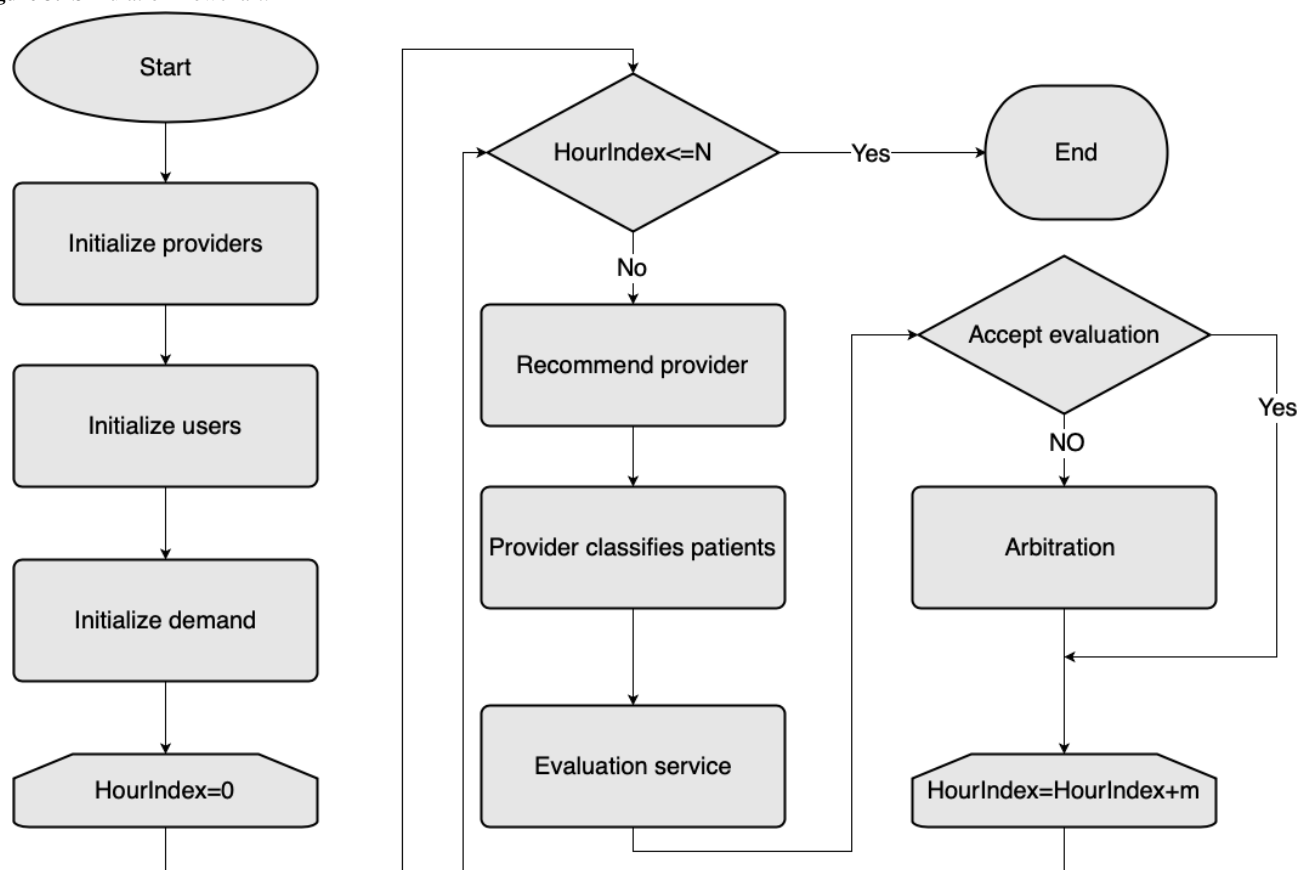 Start
Initialize providers
Initialize users
Initialize demand
HourIndex=0
HourIndex<=N
Yes
End
No
Recommend provider
Provider classifies patients
Evaluation service
Accept evaluation
Yes
NO
Arbitration
HourIndex=HourIndex+m